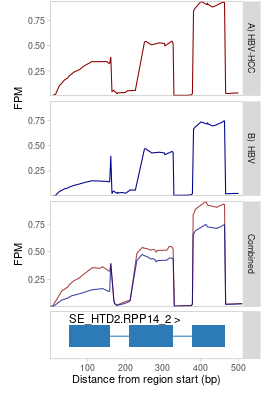 0.75
0.50
0.25
FPM
A) HBV-HCC
0.75
0.50
0.25
B) HBV
0.75
0.50
0.25
FPM
Combined
SE_HTD2.RPP14_2 >
100 200 300 400 500
Distance from region start (bp)